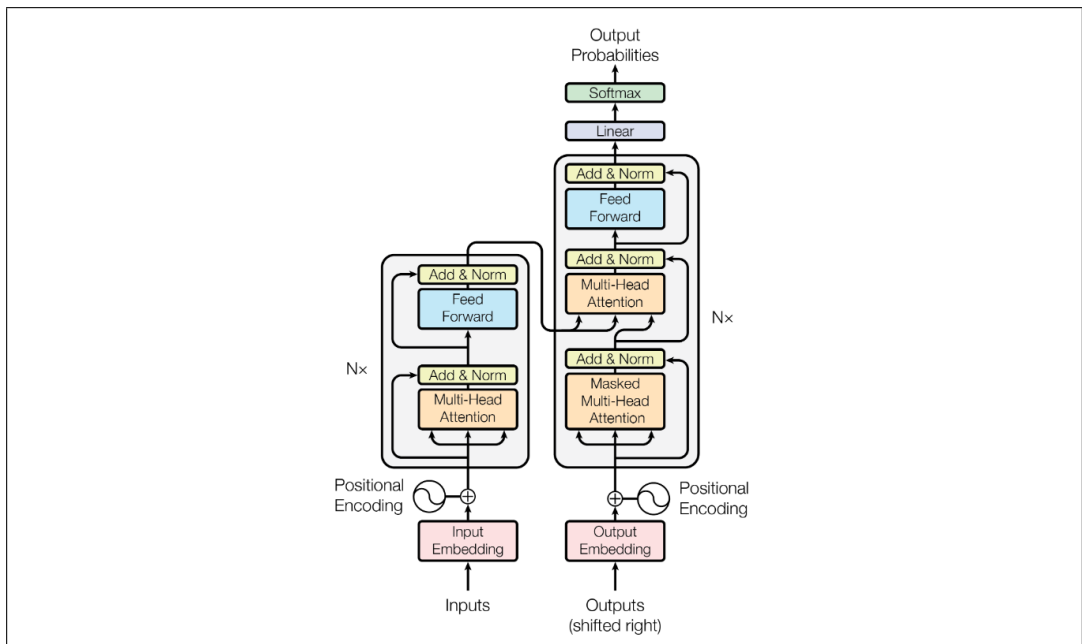 Output
Probabilities
Softmax
Linear
Add & Norm
Feed
Forward
Add & Norm
Multi-Head
Attention
Add & Norm
Masked
Multi-Head
Attention
N×
Add & Norm
Feed
Forward
Add & Norm
Multi-Head
Attention
N×
Positional
Encoding
Positional
Encoding
Input
Embedding
Output
Embedding
Inputs
Outputs
(shifted right)